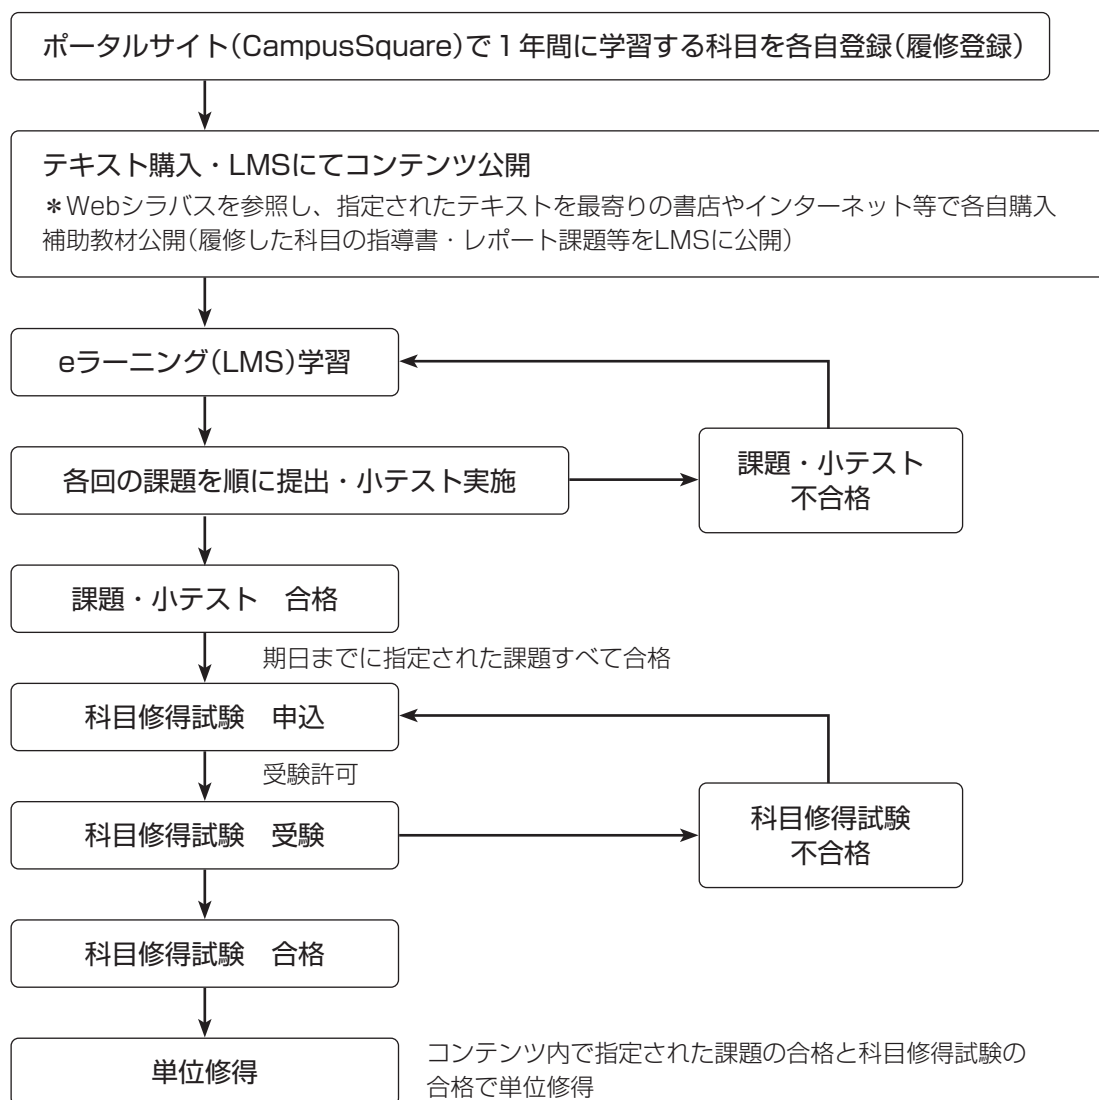 ポータルサイト(CampusSquare)で1年間に学習する科目を各自登録(履修登録)
テキスト購入・LMSにてコンテンツ公開
＊Webシラバスを参照し、指定されたテキストを最寄りの書店やインターネット等で各自購入
補助教材公開(履修した科目の指導書・レポート課題等をLMSに公開)
eラーニング(LMS)学習
各回の課題を順に提出・小テスト実施
課題・小テスト
不合格
課題・小テスト　合格
期日までに指定された課題すべて合格
科目修得試験　申込
受験許可
科目修得試験　受験
科目修得試験
不合格
科目修得試験　合格
単位修得
コンテンツ内で指定された課題の合格と科目修得試験の
合格で単位修得